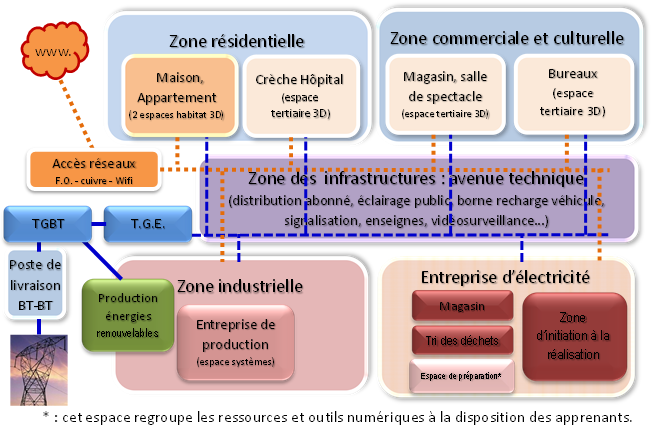 www.
Zone résidentielle
Maison,
Appartement
(2 espaces habitat 3D)
Crèche Hôpital
(espace
tertiaire 3D)
Zone commerciale et culturelle
Magasin, salle
de spectacle
(espace tertiaire 3D)
Bureaux
(espace
tertiaire 3D)
Accès réseaux
F.O. - cuivre - Wifi
Zone des infrastructures : avenue technique
(distribution abonné, éclairage public, borne recharge véhicule,
signalisation, enseignes, vidéosurveillance...)
TGBT
T.G.E.
Poste de
livraison
BT-BT
Production
énergies
renouvelables
Zone industrielle
Entreprise de
production
(espace systèmes)
Entreprise d'électricité
Magasin
Tri des déchets
Espace de préparation*
Zone
d'initiation à la
réalisation
* : cet espace regroupe les ressources et outils numériques à la disposition des apprenants.